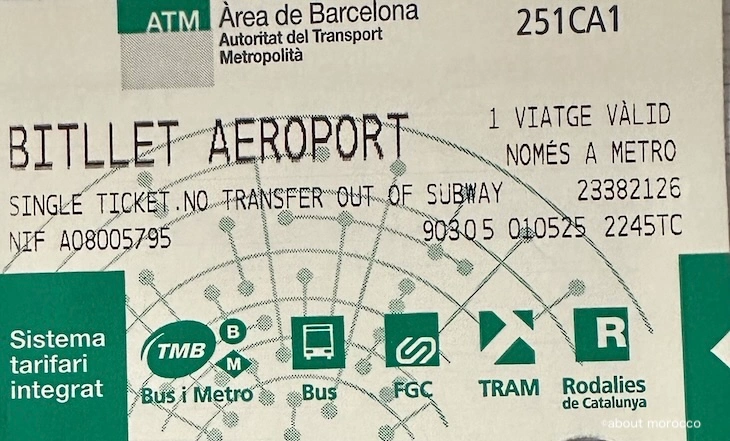 ATM Àrea de Barcelona
Autoritat del Transport
Metropolità
251CA1
BITLLET AEROPORT
1 VIATGE VÀLID
NOMÉS A METRO
SINGLE TICKET.NO TRANSFER OUT OF SUBWAY 23382126
NIF A08005795 90305 010525 2245TC
Sistema
tarifari
integrat
TMB B M
Bus i Metro
Bus
FGC
TRAM
R
Rodalies
de Catalunya
©about morocco